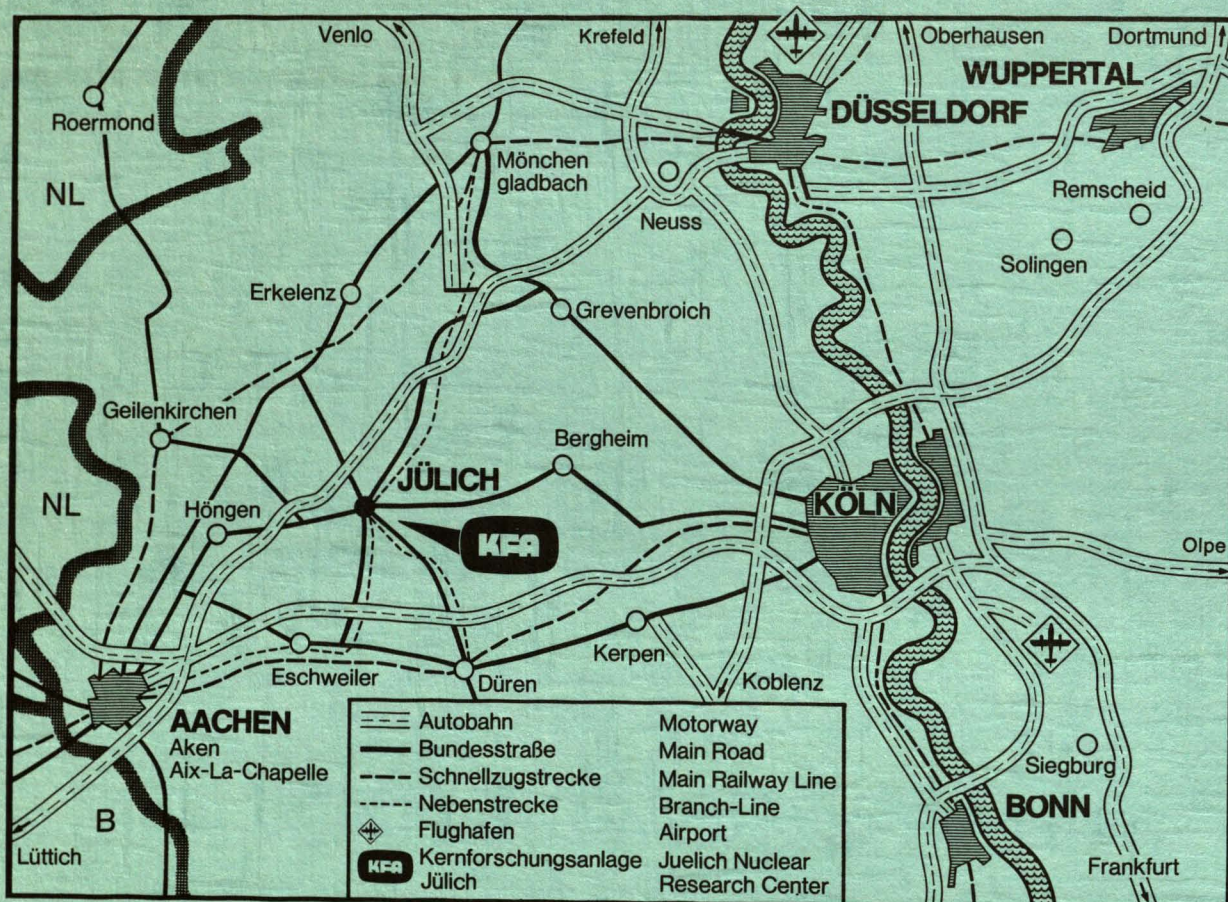 Venlo
Krefeld
Oberhausen
Dortmund
WUPPERTAL
DÜSSELDORF
Roermond
Mönchen
gladbach
NL
Neuss
Remscheid
Solingen
Erkelenz
Grevenbroich
Geilenkirchen
Bergheim
JÜLICH
KÖLN
NL
Höngen
KFA
Olpe
Kerpen
Eschweiler
Düren
Koblenz
AACHEN
Aken
Aix-La-Chapelle
Siegburg
BONN
B
Lüttich
Frankfurt
Autobahn Motorway
Bundesstraße Main Road
Schnellzugstrecke Main Railway Line
Nebenstrecke Branch-Line
Flughafen Airport
KFA Kernforschungsanlage Juelich Nuclear
Jülich Research Center